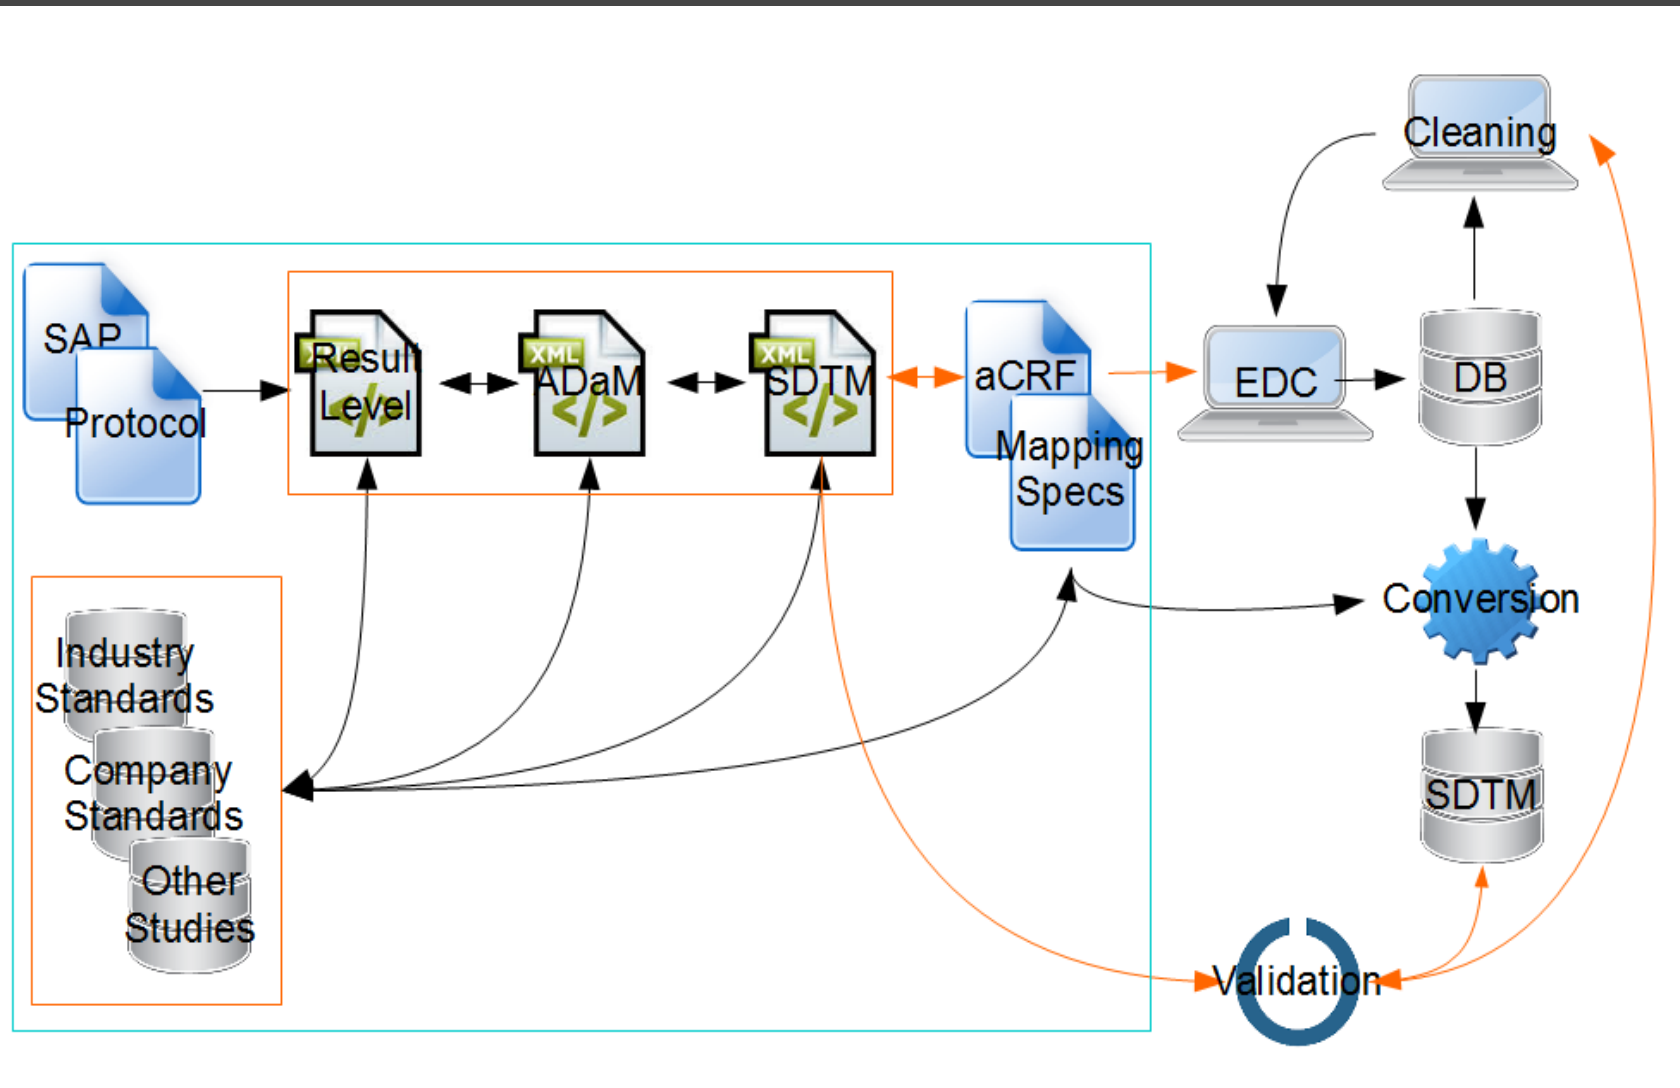 Cleaning
SAP
Protocol
XML
Result
Level
</>
XML
ADaM
</>
XML
SDTM
</>
aCRF
Mapping
Specs
EDC
DB
Conversion
SDTM
Industry
Standards
Company
Standards
Other
Studies
Validation